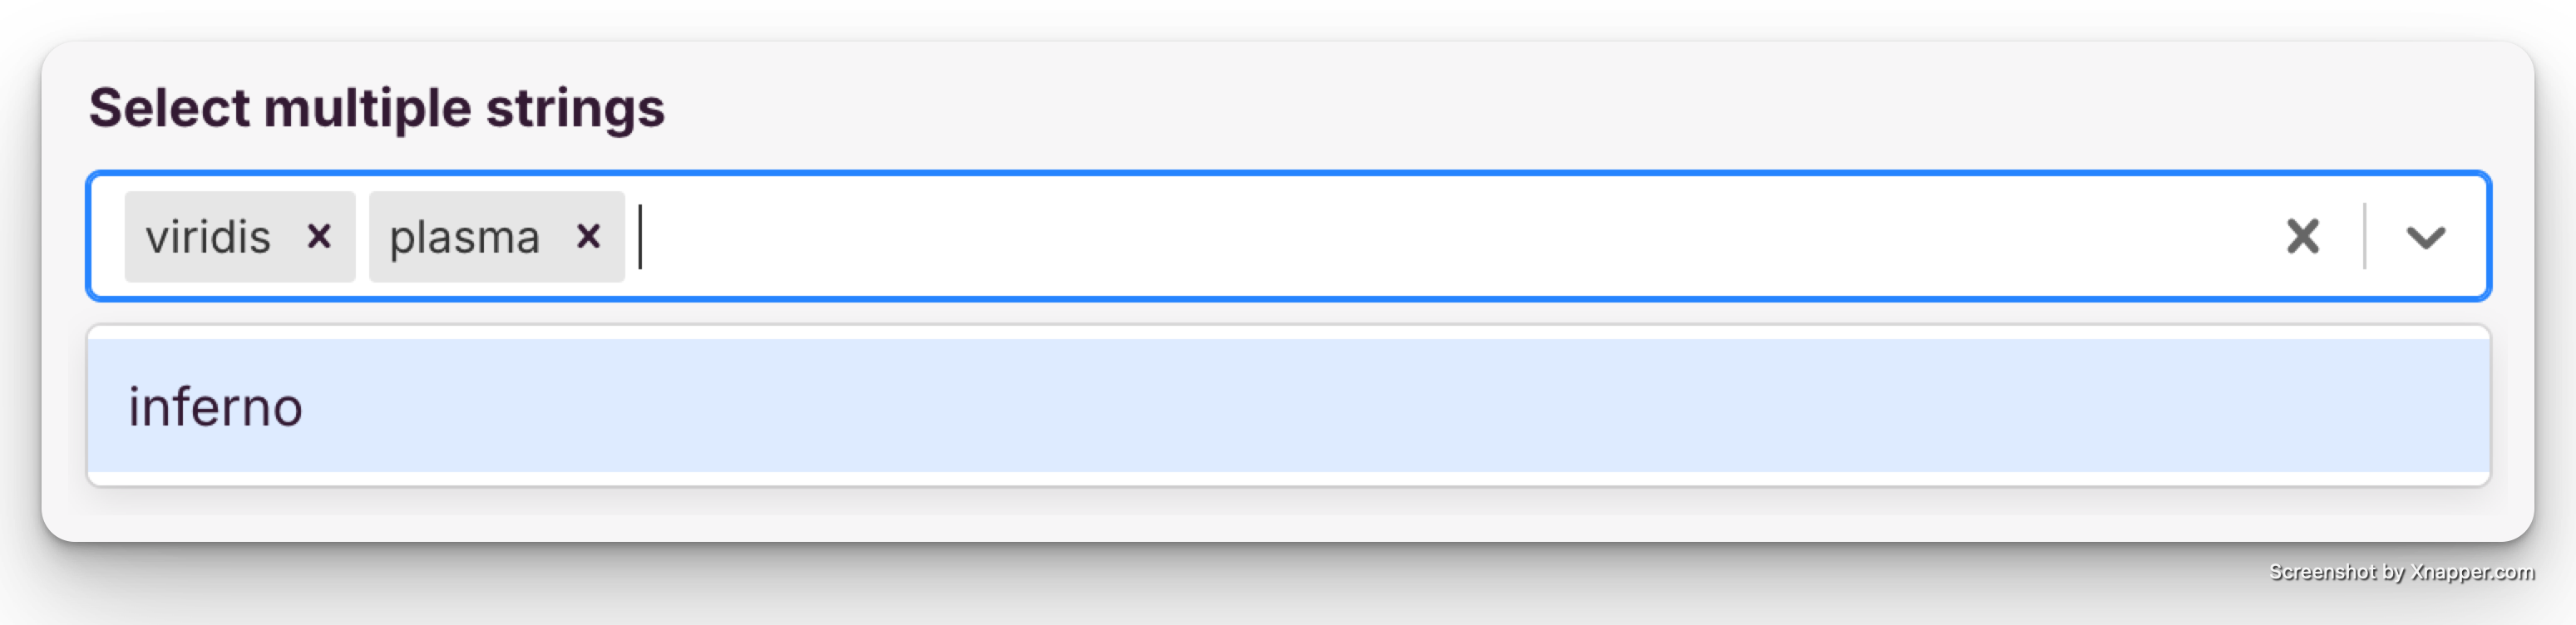 Select multiple strings
viridis plasma
inferno
Screenshot by Xnapper.com